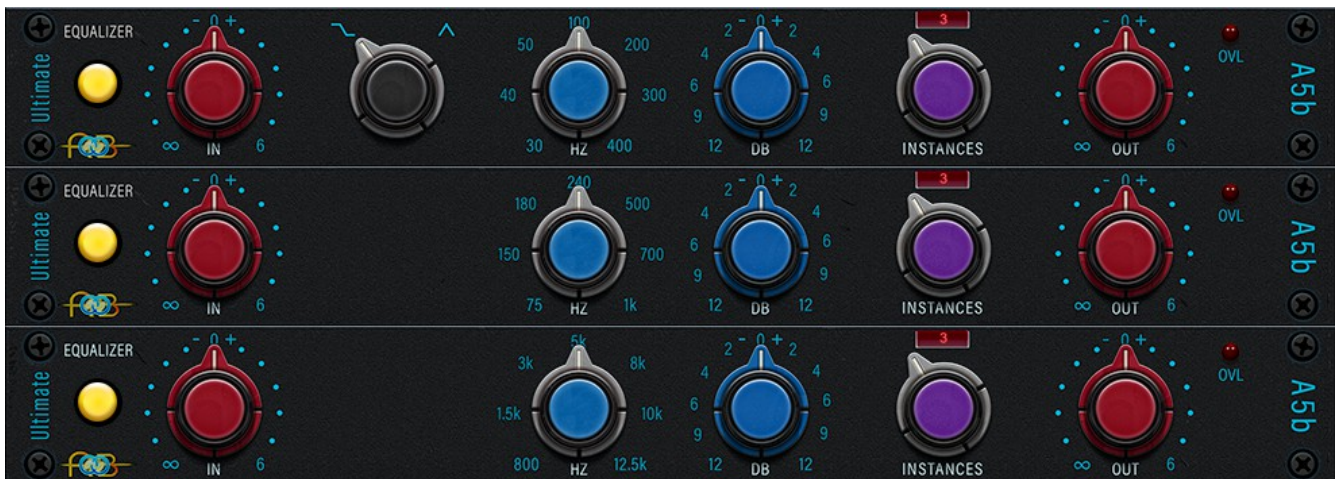 EQUALIZER
Ultimate
- 0 +
∞ IN 6
100
50 200
40 300
30 HZ 400
- 0 +
2 2
4 4
6 6
9 9
12 DB 12
3
INSTANCES
- 0 +
∞ OUT 6
OVL
A5b
EQUALIZER
Ultimate
- 0 +
∞ IN 6
240
180 500
150 700
75 HZ 1k
- 0 +
2 2
4 4
6 6
9 9
12 DB 12
3
INSTANCES
- 0 +
∞ OUT 6
OVL
A5b
EQUALIZER
Ultimate
- 0 +
∞ IN 6
5k
3k 8k
1.5k 10k
800 HZ 12.5k
- 0 +
2 2
4 4
6 6
9 9
12 DB 12
3
INSTANCES
- 0 +
∞ OUT 6
OVL
A5b